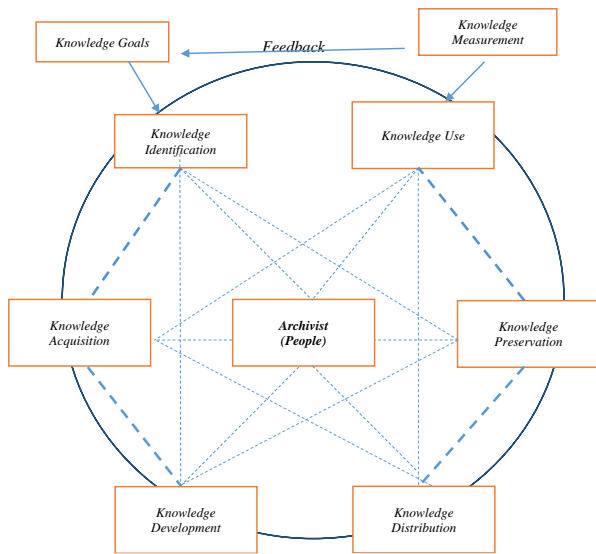 Knowledge Goals
Feedback
Knowledge
Measurement
Knowledge
Identification
Knowledge Use
Knowledge
Acquisition
Archivist
(People)
Knowledge
Preservation
Knowledge
Development
Knowledge
Distribution